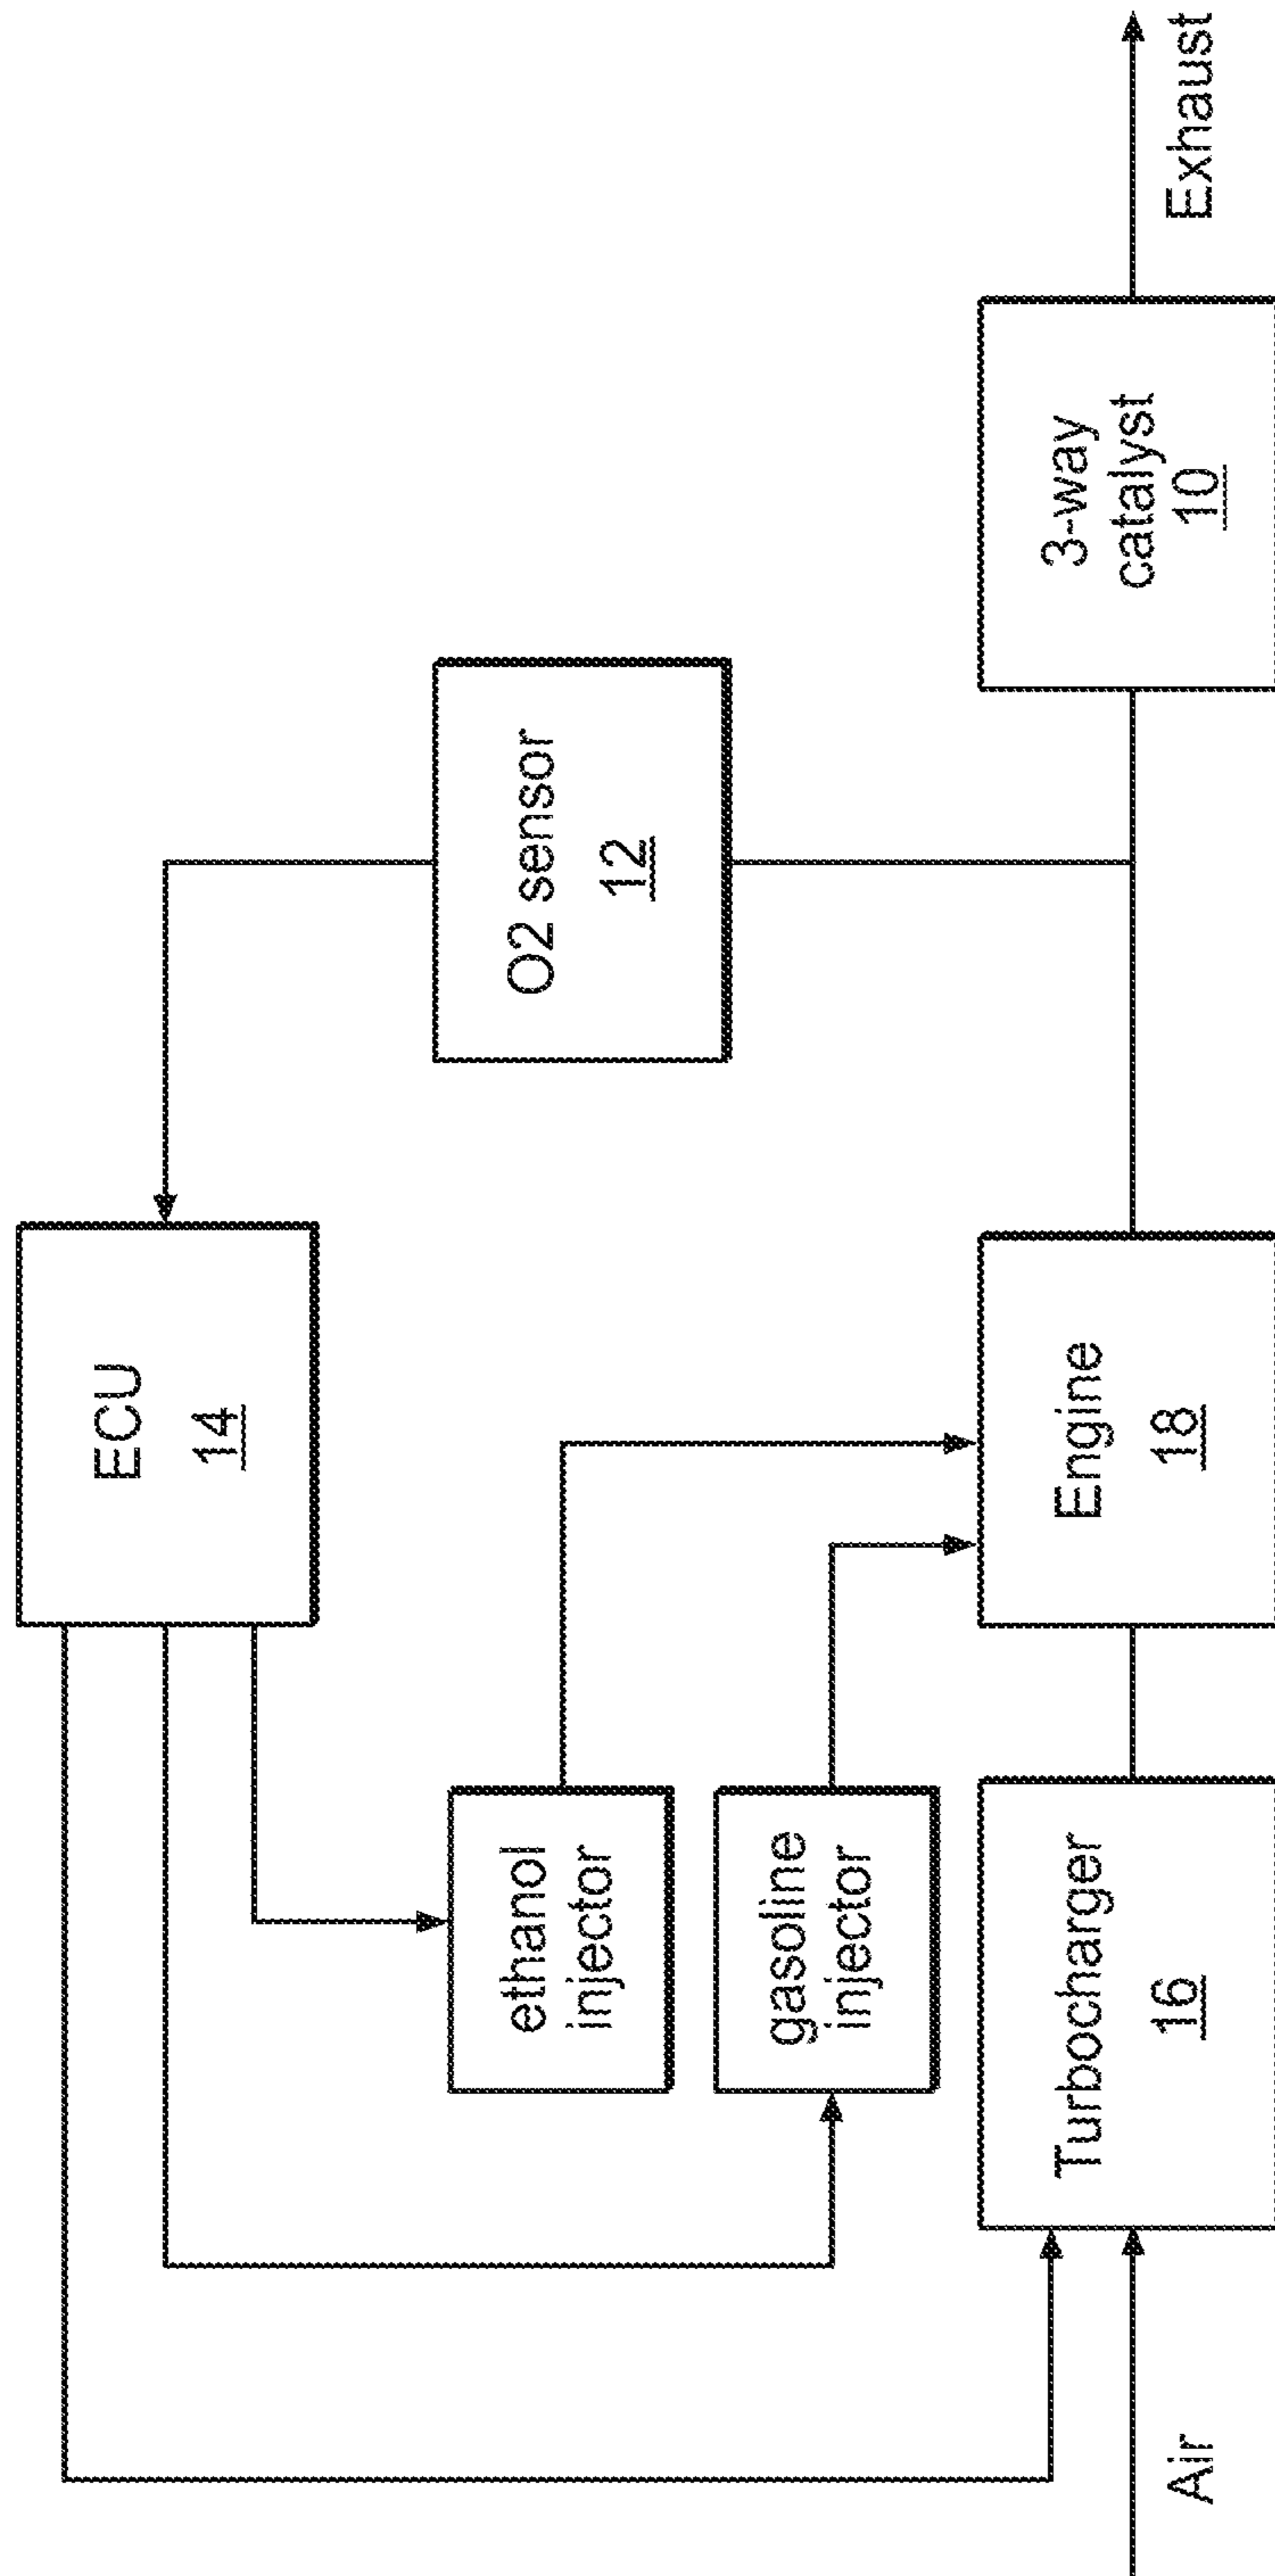 ECU
14
O2 sensor
12
ethanol
injector
gasoline
injector
Air
Turbocharger
16
Engine
18
3-way
catalyst
10
Exhaust